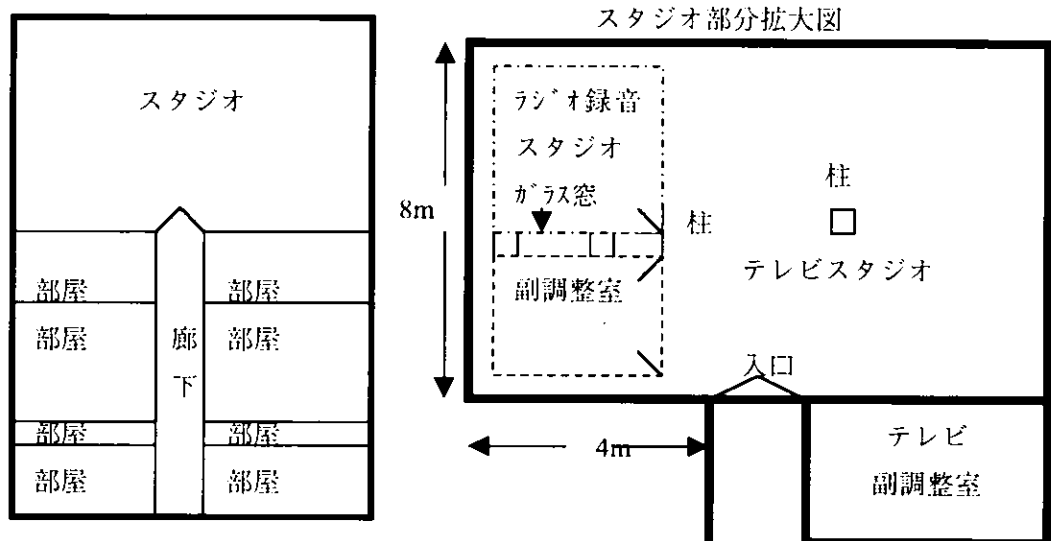 スタジオ
部屋
部屋
部屋
部屋
廊
下
部屋
部屋
部屋
部屋
スタジオ部分拡大図
ラジオ録音
スタジオ
ガラス窓
副調整室
8m
柱
柱
テレビスタジオ
入口
4m
テレビ
副調整室